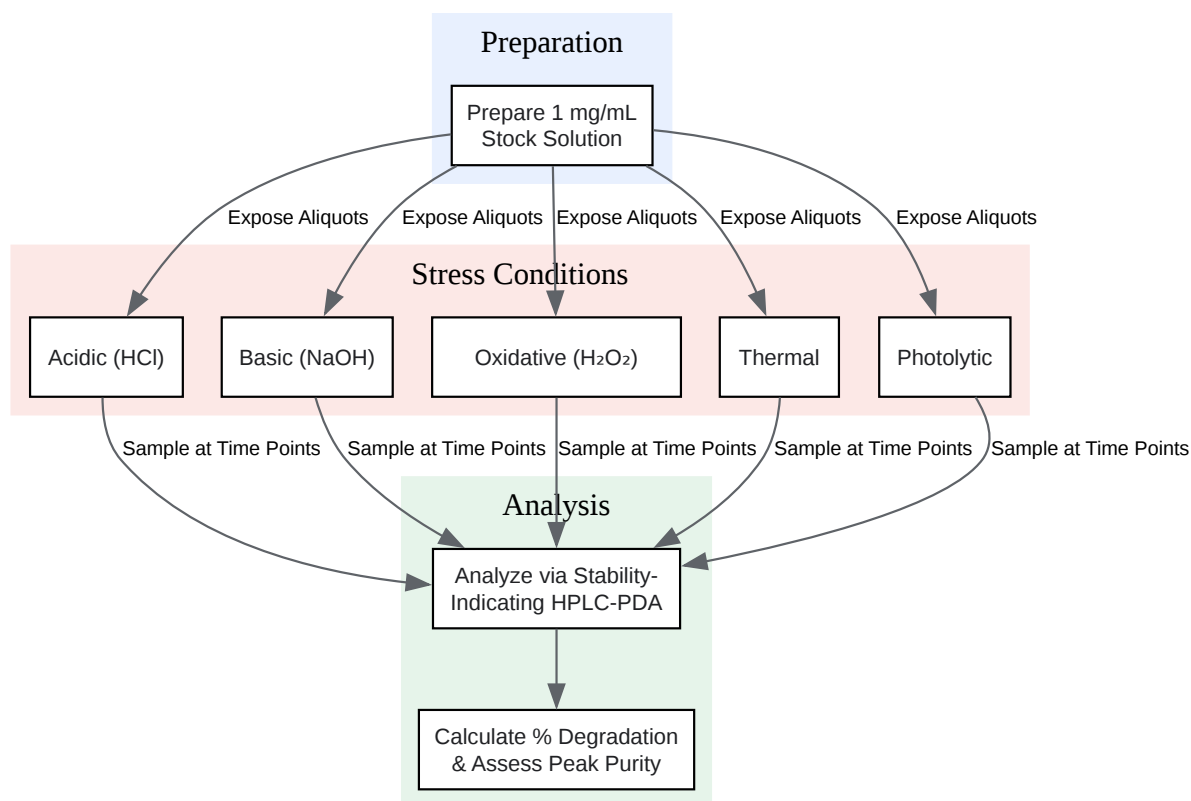 Preparation
Prepare 1 mg/mL
Stock Solution
Expose Aliquots
Expose Aliquots
Expose Aliquots
Expose Aliquots
Expose Aliquots
Stress Conditions
Acidic (HCl)
Basic (NaOH)
Oxidative (H₂O₂)
Thermal
Photolytic
Sample at Time Points
Sample at Time Points
Sample at Time Points
Sample at Time Points
Sample at Time Points
Analysis
Analyze via Stability-
Indicating HPLC-PDA
Calculate % Degradation
& Assess Peak Purity